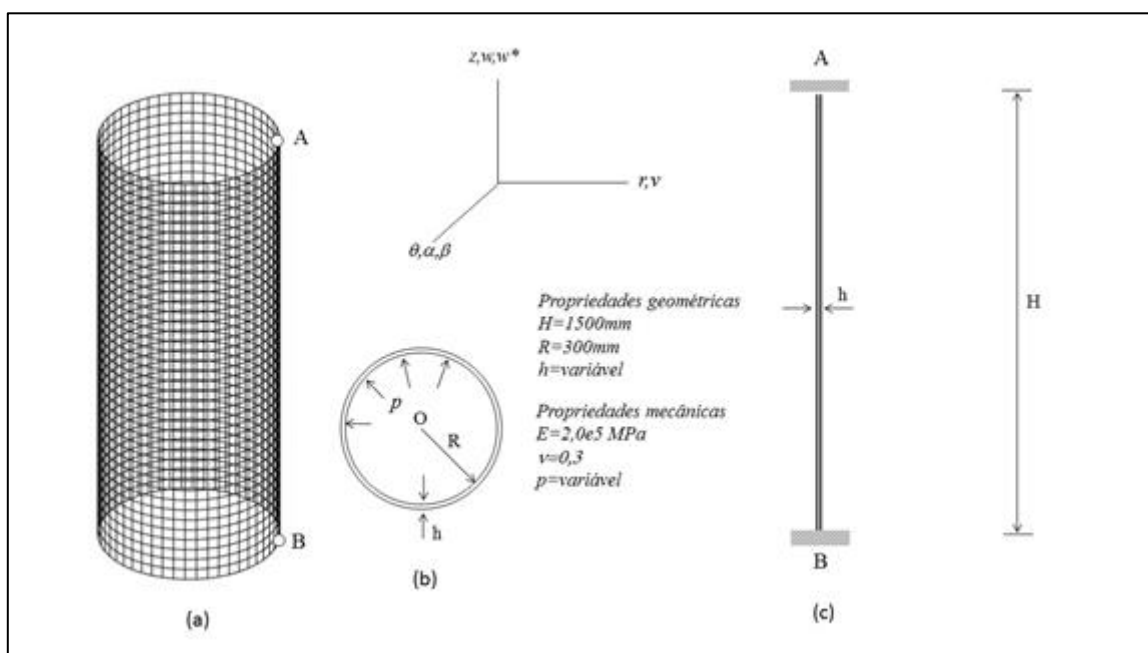 z,w,w*
r,v
θ,α,β
A
B
(a)
p
O
R
h
(b)
Propriedades geométricas
H=1500mm
R=300mm
h=variável
Propriedades mecânicas
E=2,0e5 MPa
ν=0,3
p=variável
A
h
H
B
(c)